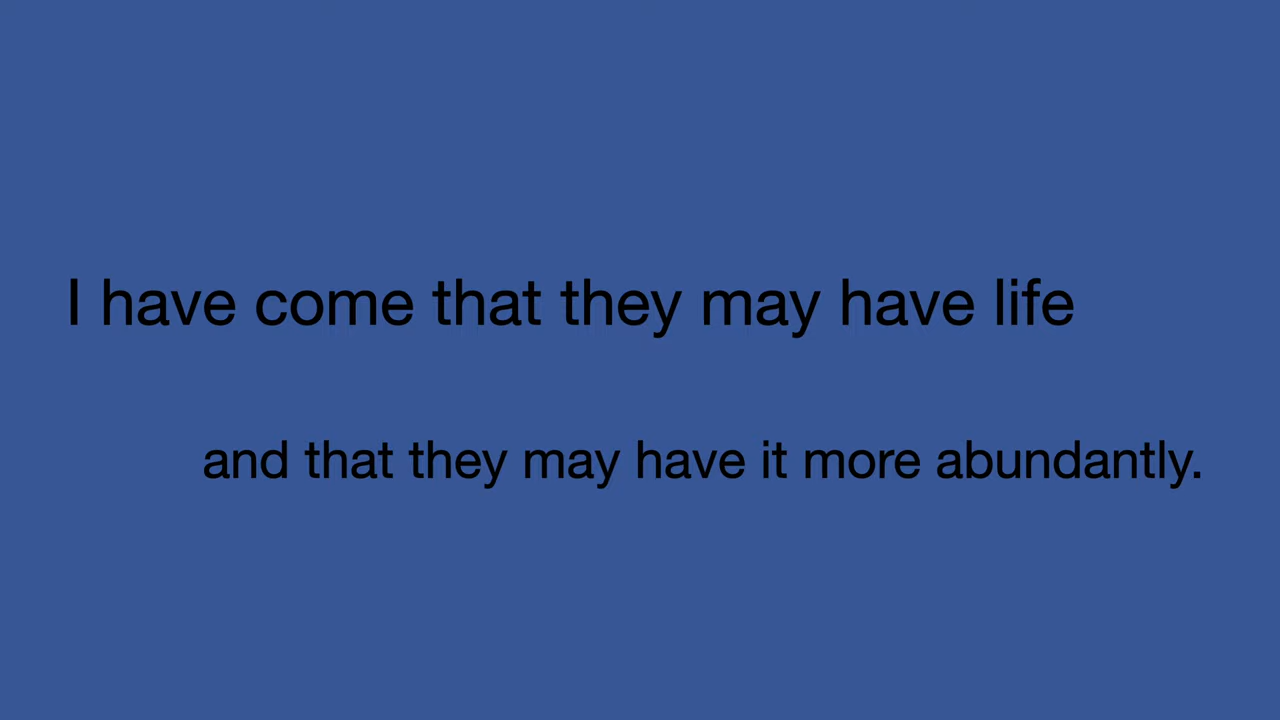 I have come that they may have life
and that they may have it more abundantly.